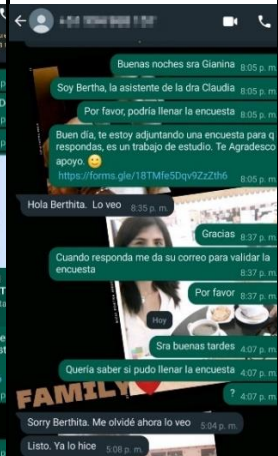 Buenas noches sra Gianina 8:05 p. m.
Soy Bertha, la asistente de la dra Claudia 8:05 p. m.
Por favor, podría llenar la encuesta 8:05 p. m.
Buen día, te estoy adjuntando una encuesta para q
respondas, es un trabajo de estudio. Te Agradesco
apoyo.
https://forms.gle/18TMfe5Dqv9ZzZth6 8:05 p. m.
Hola Berthita. Lo veo 8:35 p. m.
Gracias 8:37 p. m.
Cuando responda me da su correo para validar la
encuesta 8:37 p. m.
Por favor 8:37 p. m.
Hoy
Sra buenas tardes 4:07 p. m.
Quería saber si pudo llenar la encuesta 4:07 p. m.
? 4:07 p. m.
FAMILY
Sorry Berthita. Me olvidé ahora lo veo 5:04 p. m.
Listo. Ya lo hice 5:08 p. m.